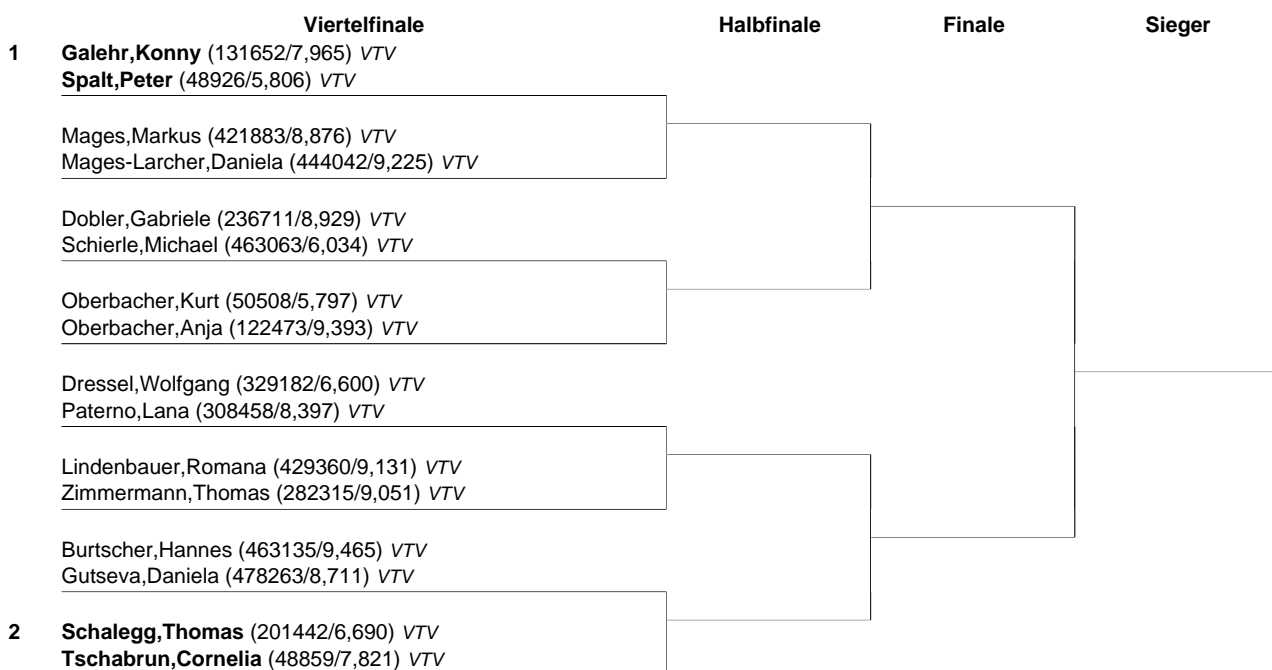 Viertelfinale Halbfinale Finale Sieger
1 Galehr,Konny (131652/7,965) VTV
Spalt,Peter (48926/5,806) VTV
Mages,Markus (421883/8,876) VTV
Mages-Larcher,Daniela (444042/9,225) VTV
Dobler,Gabriele (236711/8,929) VTV
Schierle,Michael (463063/6,034) VTV
Oberbacher,Kurt (50508/5,797) VTV
Oberbacher,Anja (122473/9,393) VTV
Dressel,Wolfgang (329182/6,600) VTV
Paterno,Lana (308458/8,397) VTV
Lindenbauer,Romana (429360/9,131) VTV
Zimmermann,Thomas (282315/9,051) VTV
Burtscher,Hannes (463135/9,465) VTV
Gutseva,Daniela (478263/8,711) VTV
2 Schalegg,Thomas (201442/6,690) VTV
Tschabrun,Cornelia (48859/7,821) VTV